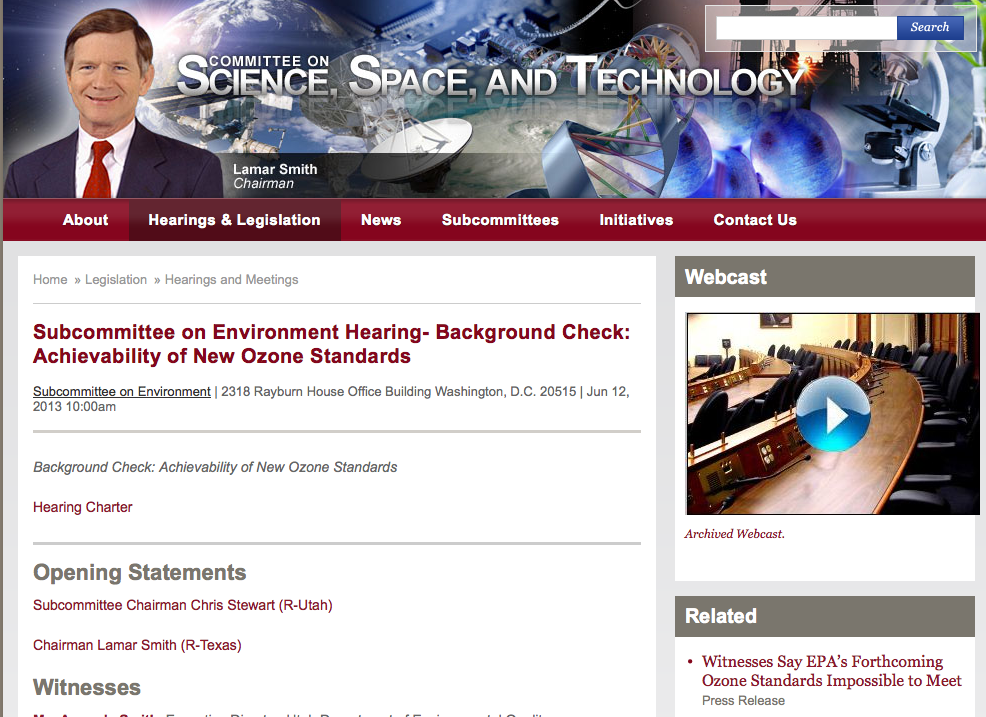 COMMITTEE ON
SCIENCE, SPACE, AND TECHNOLOGY
Search
Lamar Smith
Chairman
About
Hearings & Legislation
News
Subcommittees
Initiatives
Contact Us
Home » Legislation » Hearings and Meetings
Subcommittee on Environment Hearing- Background Check:
Achievability of New Ozone Standards
Subcommittee on Environment | 2318 Rayburn House Office Building Washington, D.C. 20515 | Jun 12,
2013 10:00am
Background Check: Achievability of New Ozone Standards
Hearing Charter
Opening Statements
Subcommittee Chairman Chris Stewart (R-Utah)
Chairman Lamar Smith (R-Texas)
Witnesses
Webcast
Archived Webcast.
Related
• Witnesses Say EPA’s Forthcoming
Ozone Standards Impossible to Meet
Press Release